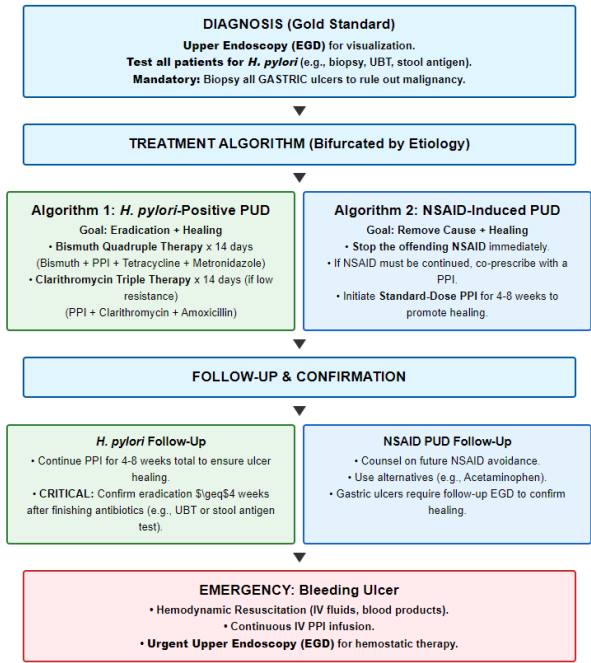 DIAGNOSIS (Gold Standard)
Upper Endoscopy (EGD) for visualization.
Test all patients for H. pylori (e.g., biopsy, UBT, stool antigen).
Mandatory: Biopsy all GASTRIC ulcers to rule out malignancy.
TREATMENT ALGORITHM (Bifurcated by Etiology)
Algorithm 1: H. pylori-Positive PUD
Goal: Eradication + Healing
• Bismuth Quadruple Therapy x 14 days
(Bismuth + PPI + Tetracycline + Metronidazole)
• Clarithromycin Triple Therapy x 14 days (if low
resistance)
(PPI + Clarithromycin + Amoxicillin)
Algorithm 2: NSAID-Induced PUD
Goal: Remove Cause + Healing
• Stop the offending NSAID immediately.
• If NSAID must be continued, co-prescribe with a
PPI.
• Initiate Standard-Dose PPI for 4-8 weeks to
promote healing.
FOLLOW-UP & CONFIRMATION
H. pylori Follow-Up
• Continue PPI for 4-8 weeks total to ensure ulcer
healing.
• CRITICAL: Confirm eradication $\geq$4 weeks
after finishing antibiotics (e.g., UBT or stool antigen
test).
NSAID PUD Follow-Up
• Counsel on future NSAID avoidance.
• Use alternatives (e.g., Acetaminophen).
• Gastric ulcers require follow-up EGD to confirm
healing.
EMERGENCY: Bleeding Ulcer
• Hemodynamic Resuscitation (IV fluids, blood products).
• Continuous IV PPI infusion.
• Urgent Upper Endoscopy (EGD) for hemostatic therapy.